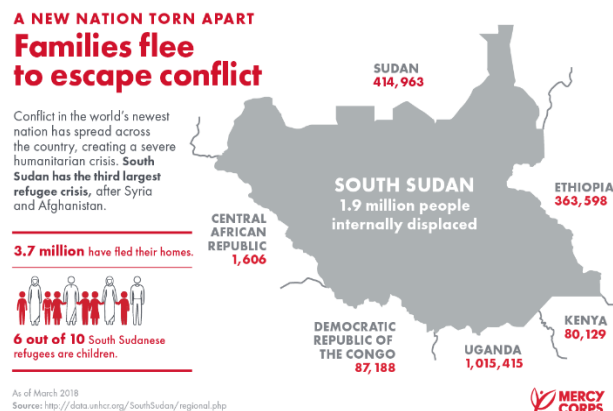 A NEW NATION TORN APART
Families flee
to escape conflict
Conflict in the world's newest
nation has spread across
the country, creating a severe
humanitarian crisis. South
Sudan has the third largest
refugee crisis, after Syria
and Afghanistan.
3.7 million have fled their homes.
6 out of 10 South Sudanese
refugees are children.
SUDAN
414,963
SOUTH SUDAN
1.9 million people
internally displaced
ETHIOPIA
363,598
CENTRAL
AFRICAN
REPUBLIC
1,606
DEMOCRATIC
REPUBLIC OF
THE CONGO
87,188
UGANDA
1,015,415
KENYA
80,129
As of March 2018
Source: http://data.unhcr.org/SouthSudan/regional.php
MERCY
CORPS